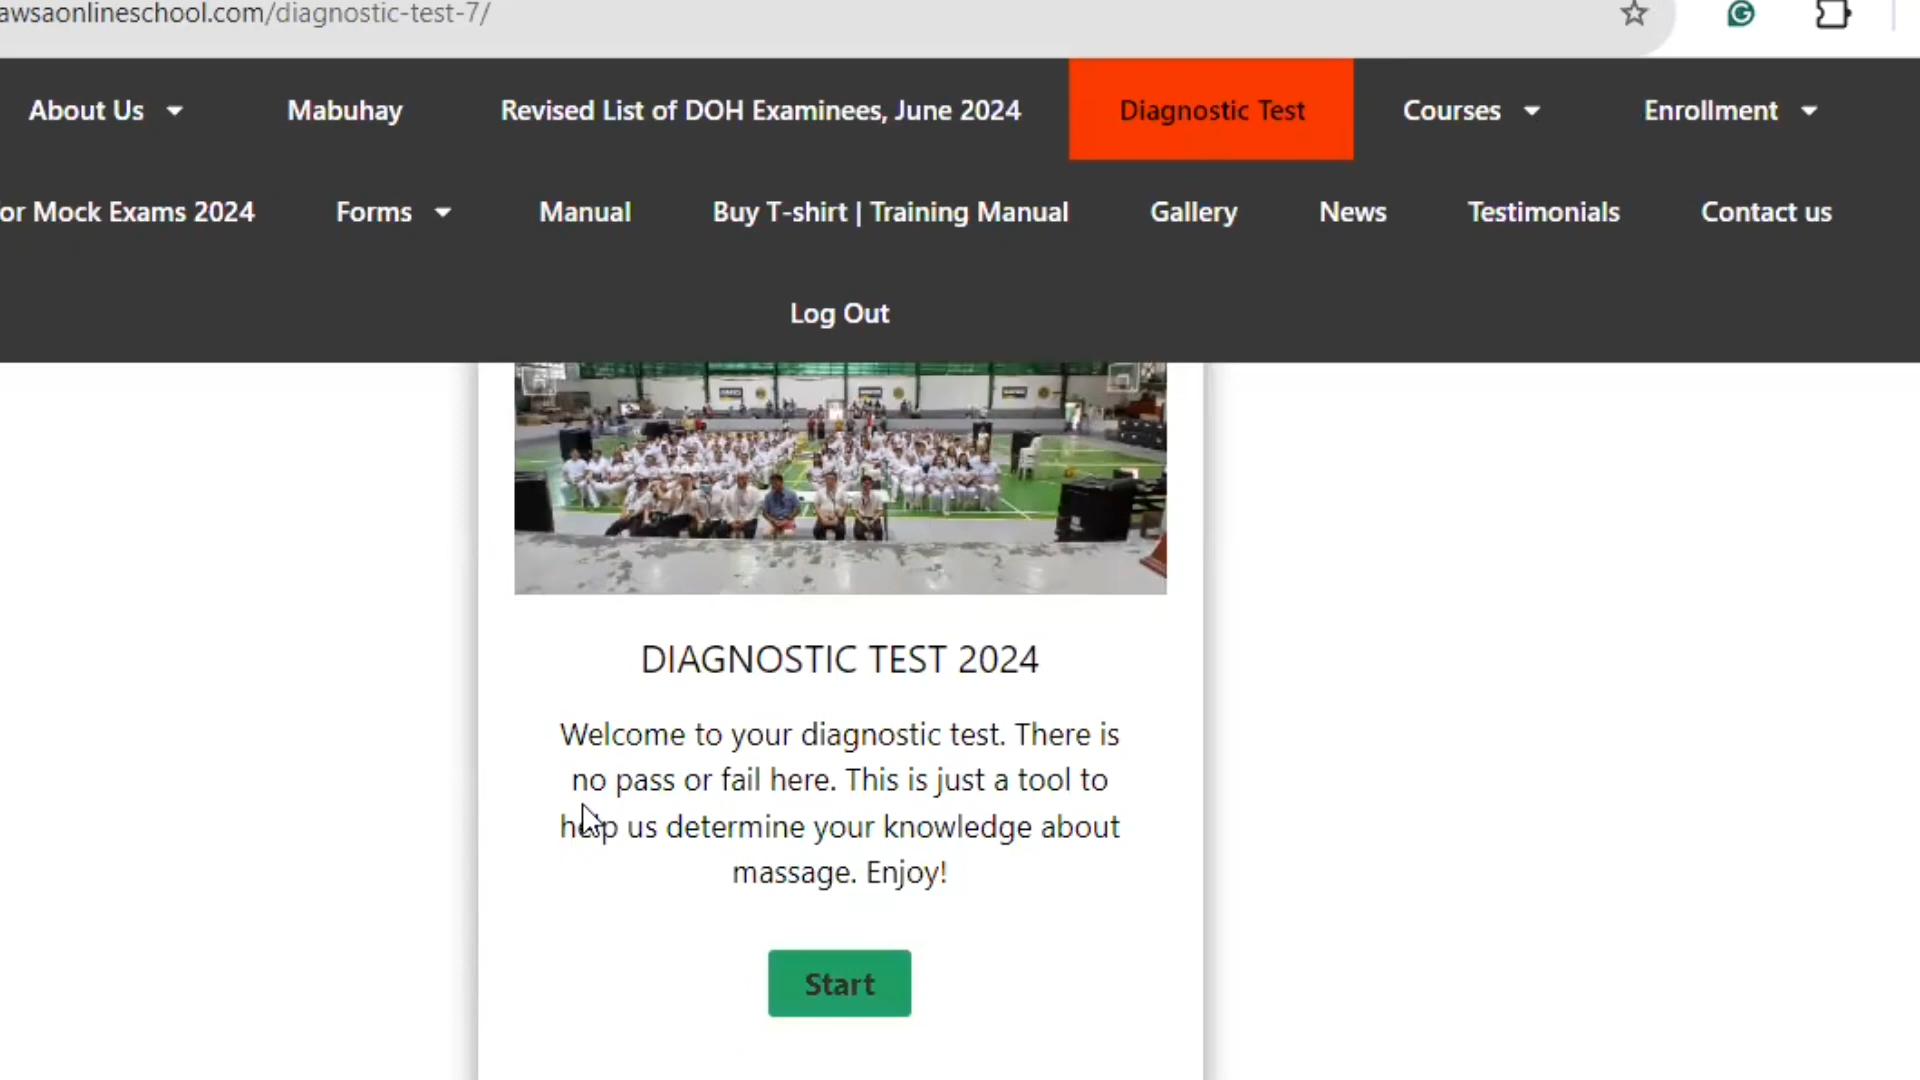 awsaonlineschool.com/diagnostic-test-7/
About Us Mabuhay Revised List of DOH Examinees, June 2024 Diagnostic Test Courses Enrollment
or Mock Exams 2024 Forms Manual Buy T-shirt | Training Manual Gallery News Testimonials Contact us
Log Out
DIAGNOSTIC TEST 2024
Welcome to your diagnostic test. There is
no pass or fail here. This is just a tool to
help us determine your knowledge about
massage. Enjoy!
Start